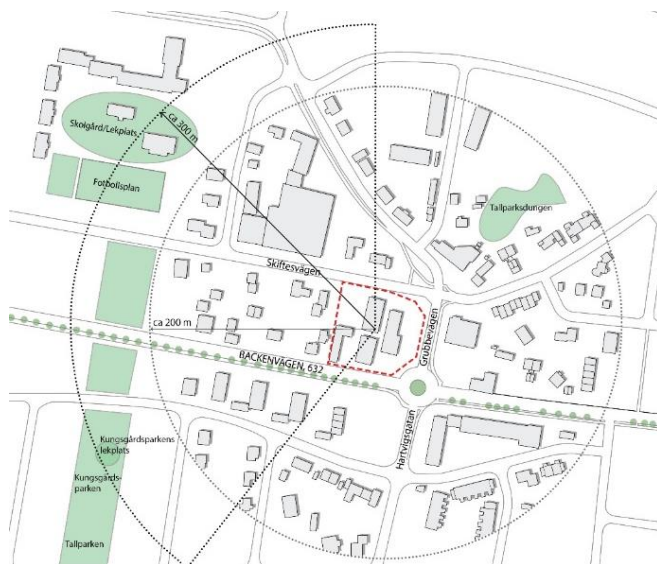 ca 300 m
Skolgård/Lekplats
Fotbollsplan
Tallparksdungen
Skiftesvägen
ca 200 m
Grubbevägen
BACKENVÄGEN, 632
Hartvigsgatan
Kungsgårdsparkens
lekplats
Kungsgårds-
parken
Tallparken